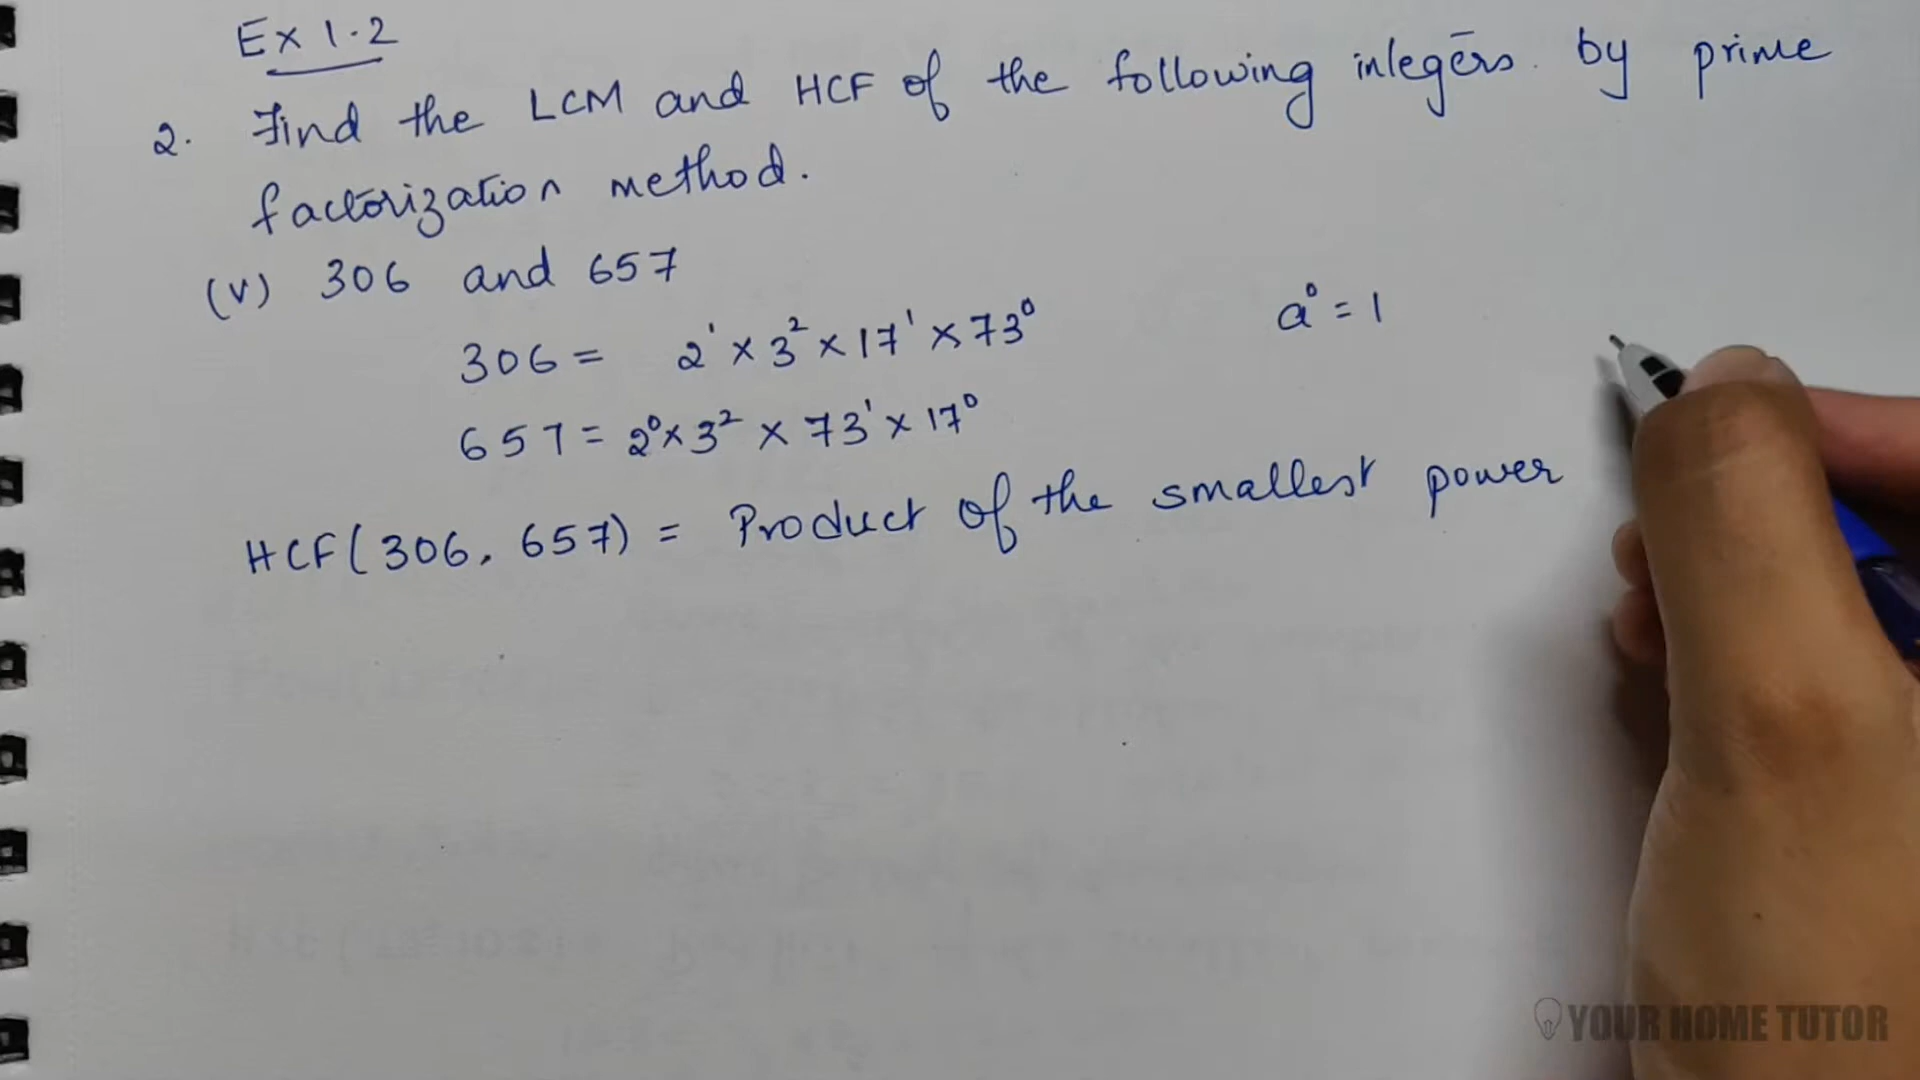 Ex 1.2
2. Find the LCM and HCF of the following integers. by prime
factorization method.
(v) 306 and 657
306 = 2¹ × 3² × 17¹ × 73⁰
a⁰ = 1
657 = 2⁰ × 3² × 73¹ × 17⁰
HCF(306, 657) = Product of the smallest power
YOUR HOME TUTOR